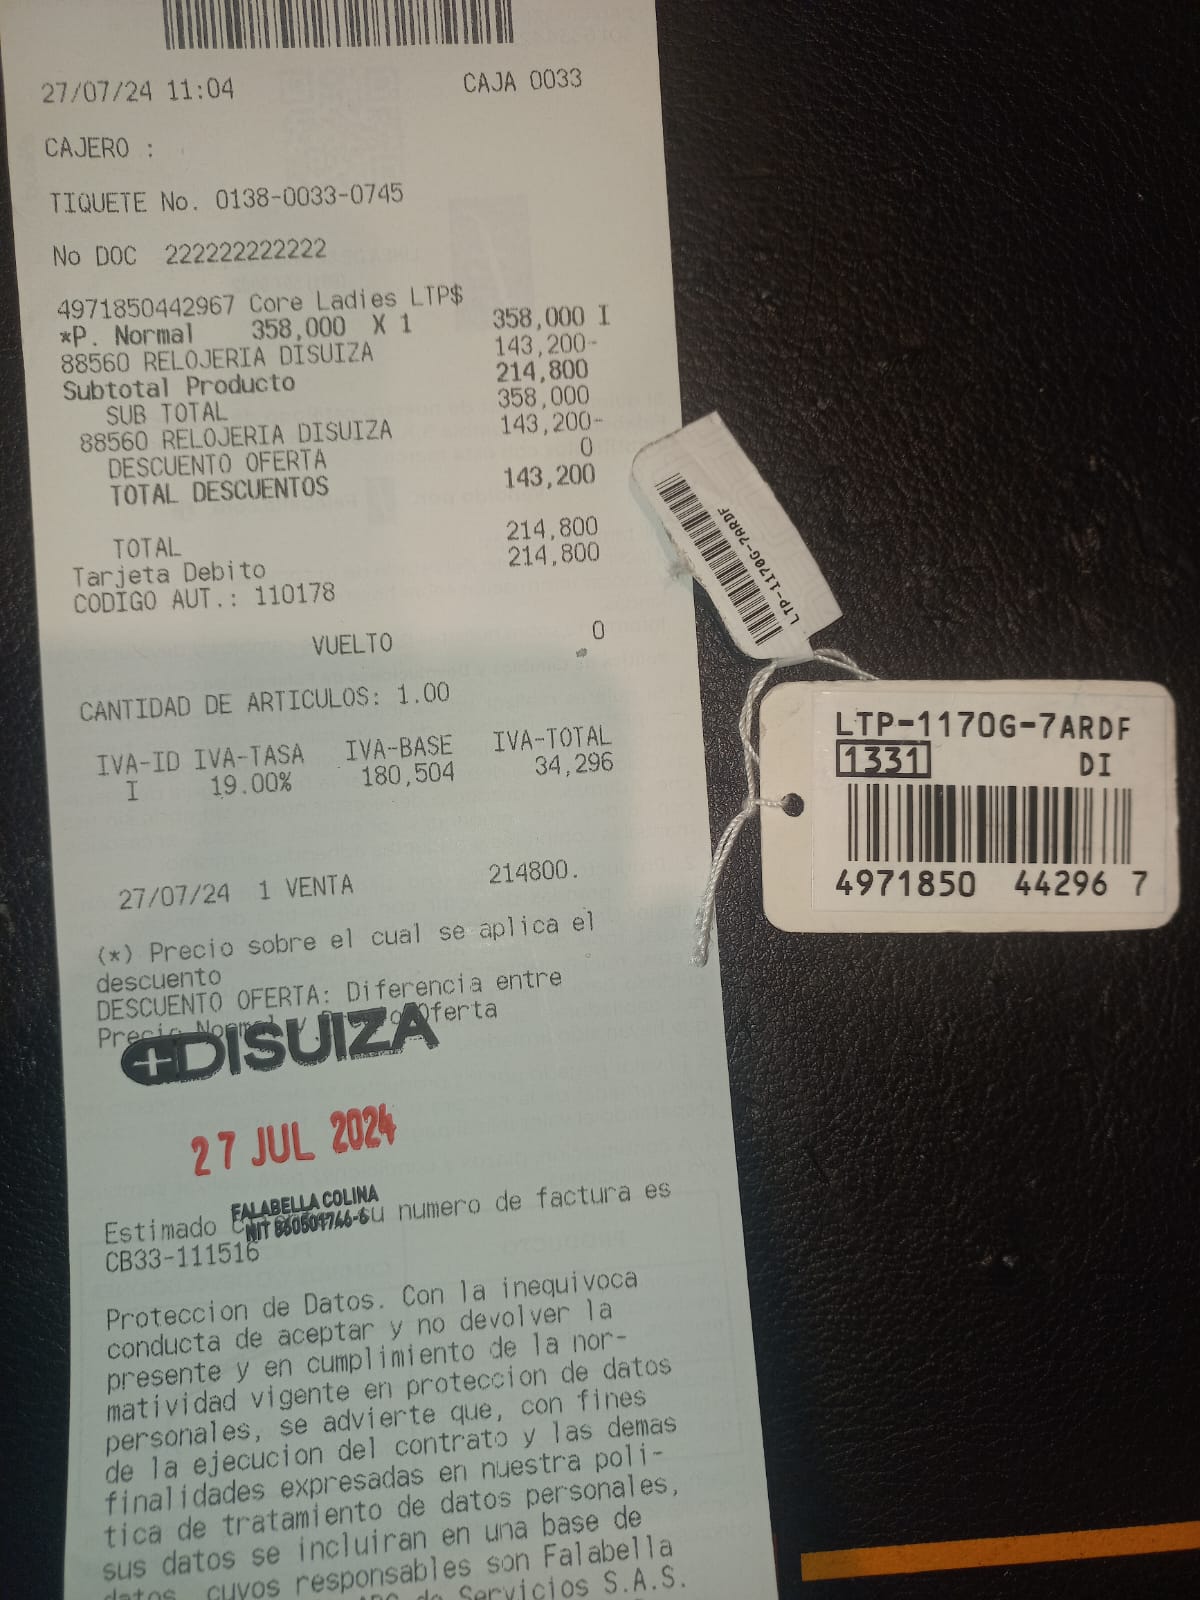 27/07/24 11:04 CAJA 0033
CAJERO :
TIQUETE No. 0138-0033-0745
No DOC 222222222222
4971850442967 Core Ladies LTP$
*P. Normal 358,000 X 1 358,000 I
88560 RELOJERIA DISUIZA 143,200-
Subtotal Producto 214,800
SUB TOTAL 358,000
88560 RELOJERIA DISUIZA 143,200-
DESCUENTO OFERTA 0
TOTAL DESCUENTOS 143,200
TOTAL 214,800
Tarjeta Debito 214,800
CODIGO AUT.: 110178
VUELTO 0
CANTIDAD DE ARTICULOS: 1.00
IVA-ID IVA-TASA IVA-BASE IVA-TOTAL
I 19.00% 180,504 34,296
27/07/24 1 VENTA 214800.
(*) Precio sobre el cual se aplica el
descuento
DESCUENTO OFERTA: Diferencia entre
Precio Normal y Oferta
DISUIZA
27 JUL 2024
FALABELLA COLINA
NIT
Estimado su numero de factura es
CB33-111516
Proteccion de Datos. Con la inequivoca
conducta de aceptar y no devolver la
presente y en cumplimiento de la nor-
matividad vigente en proteccion de datos
personales, se advierte que, con fines
de la ejecucion del contrato y las demas
finalidades expresadas en nuestra poli-
tica de tratamiento de datos personales,
sus datos se incluiran en una base de
datos, cuyos responsables son Falabella
de Servicios S.A.S.
LTP-1170G-7ARDF
LTP-1170G-7ARDF
1331 DI
4971850 44296 7